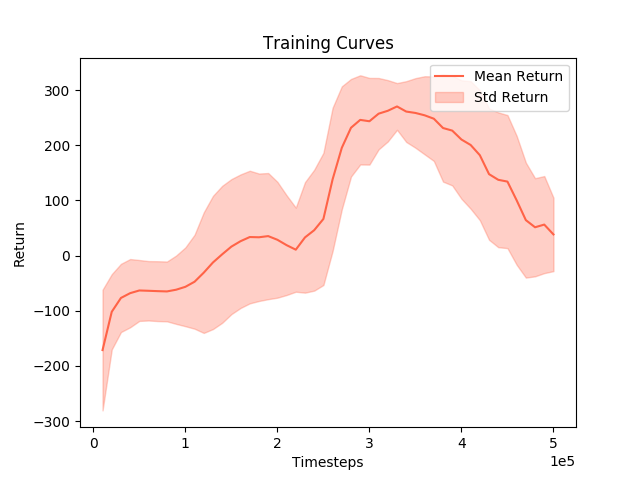 Training Curves
Mean Return
Std Return
Return
300
200
100
0
−100
−200
−300
0 1 2 3 4 5
1e5
Timesteps